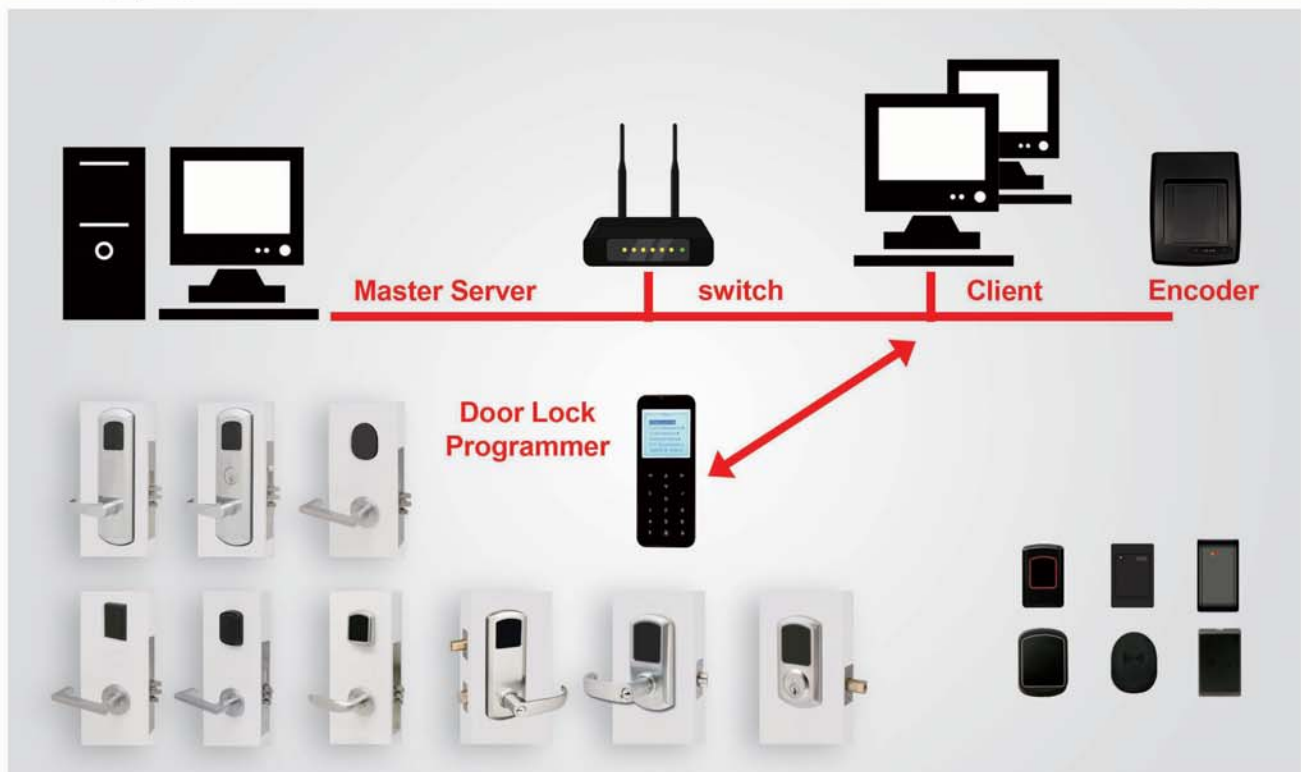 Master Server
switch
Client
Encoder
Door Lock
Programmer